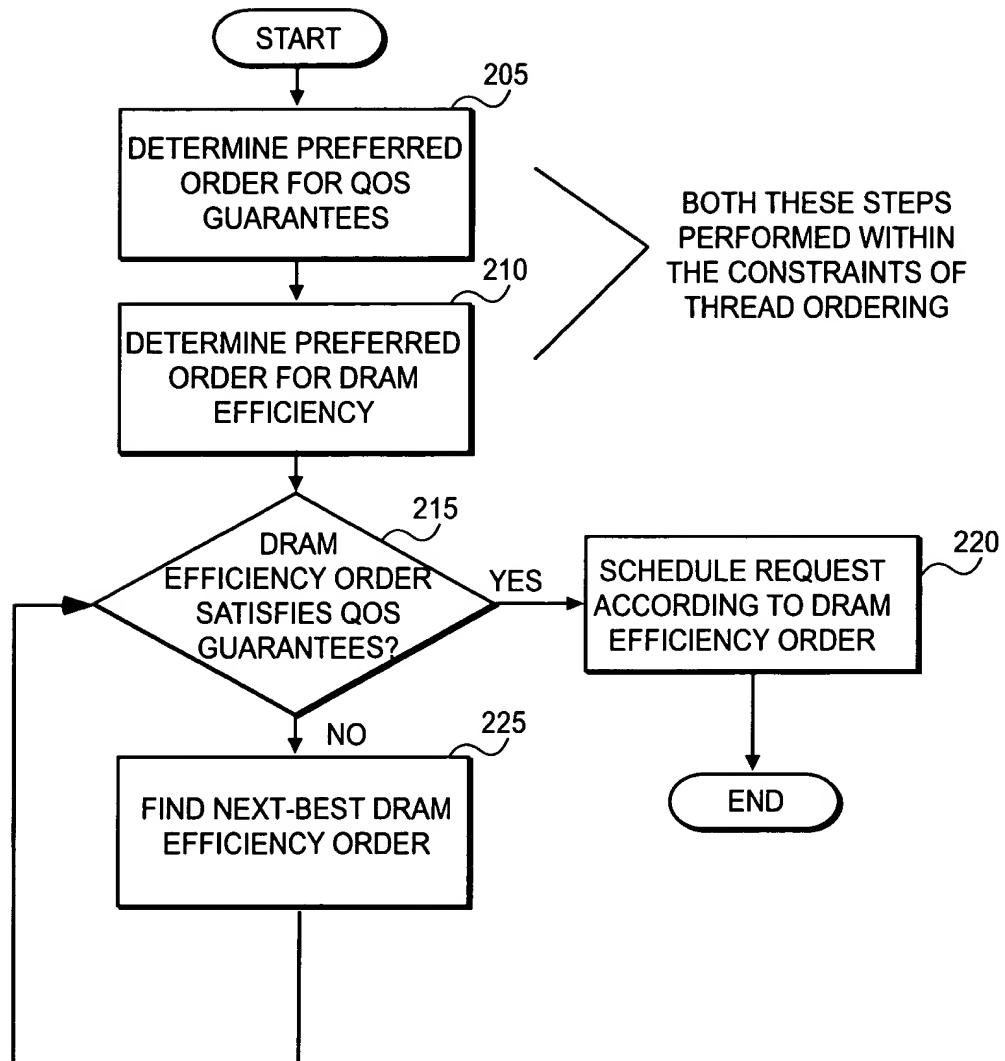 START
205
DETERMINE PREFERRED
ORDER FOR QOS
GUARANTEES
BOTH THESE STEPS
PERFORMED WITHIN
THE CONSTRAINTS OF
THREAD ORDERING
210
DETERMINE PREFERRED
ORDER FOR DRAM
EFFICIENCY
215
DRAM
EFFICIENCY ORDER
SATISFIES QOS
GUARANTEES?
YES
220
SCHEDULE REQUEST
ACCORDING TO DRAM
EFFICIENCY ORDER
NO
225
FIND NEXT-BEST DRAM
EFFICIENCY ORDER
END